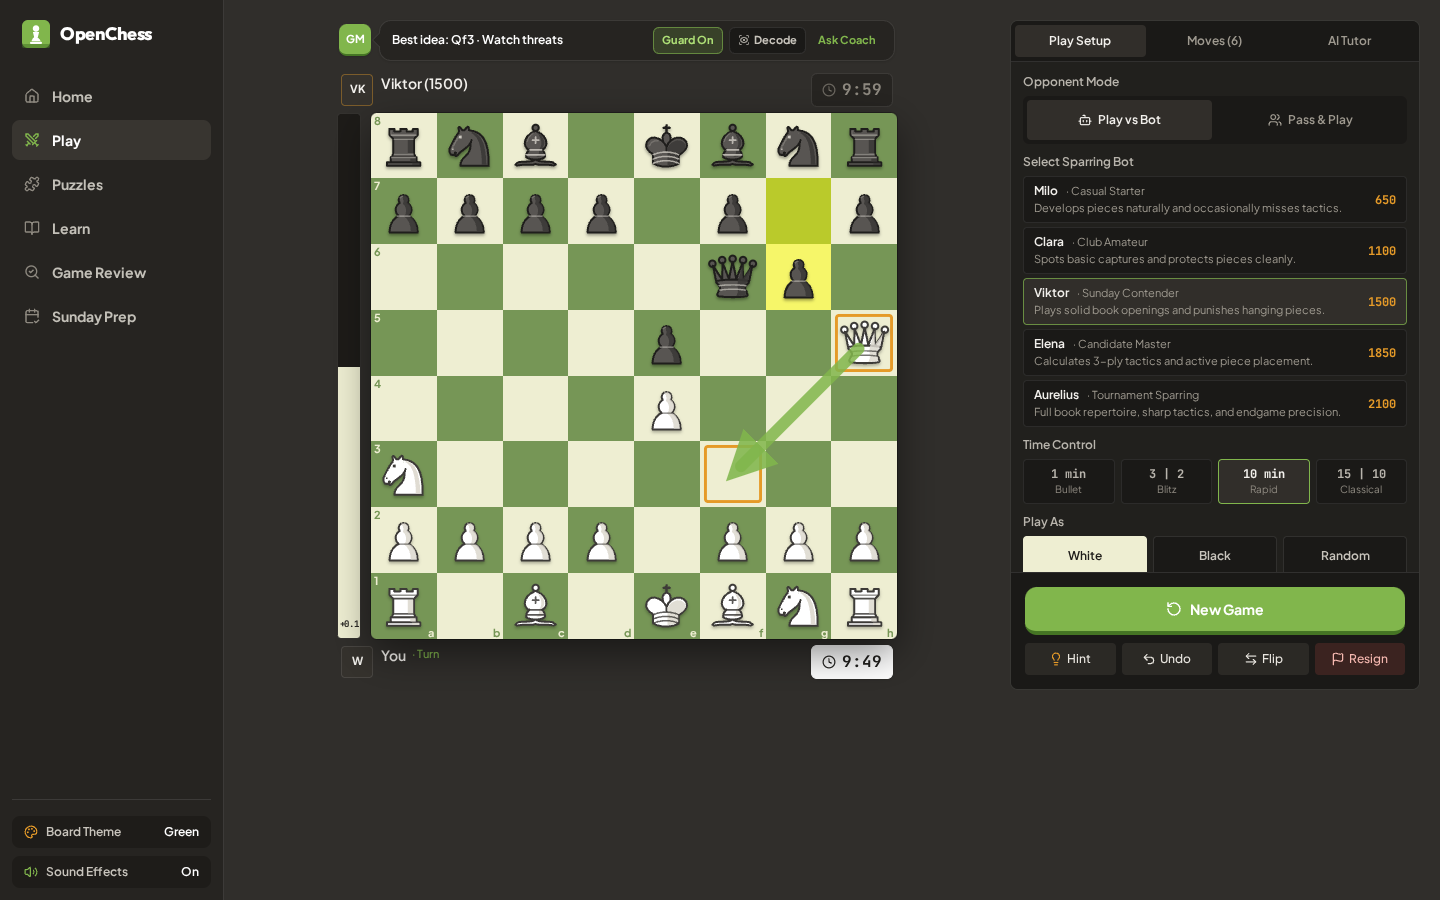 OpenChess
Home
Play
Puzzles
Learn
Game Review
Sunday Prep
Board Theme Green
Sound Effects On
GM Best idea: Qf3 · Watch threats Guard On Decode Ask Coach
VK Viktor (1500) 9:59
8
7
6
5
4
3
2
1
a b c d e f g h
+0.1
W You · Turn 9:49
Play Setup Moves (6) AI Tutor
Opponent Mode
Play vs Bot Pass & Play
Select Sparring Bot
Milo · Casual Starter
Develops pieces naturally and occasionally misses tactics. 650
Clara · Club Amateur
Spots basic captures and protects pieces cleanly. 1100
Viktor · Sunday Contender
Plays solid book openings and punishes hanging pieces. 1500
Elena · Candidate Master
Calculates 3-ply tactics and active piece placement. 1850
Aurelius · Tournament Sparring
Full book repertoire, sharp tactics, and endgame precision. 2100
Time Control
1 min 3 | 2 10 min 15 | 10
Bullet Blitz Rapid Classical
Play As
White Black Random
New Game
Hint Undo Flip Resign